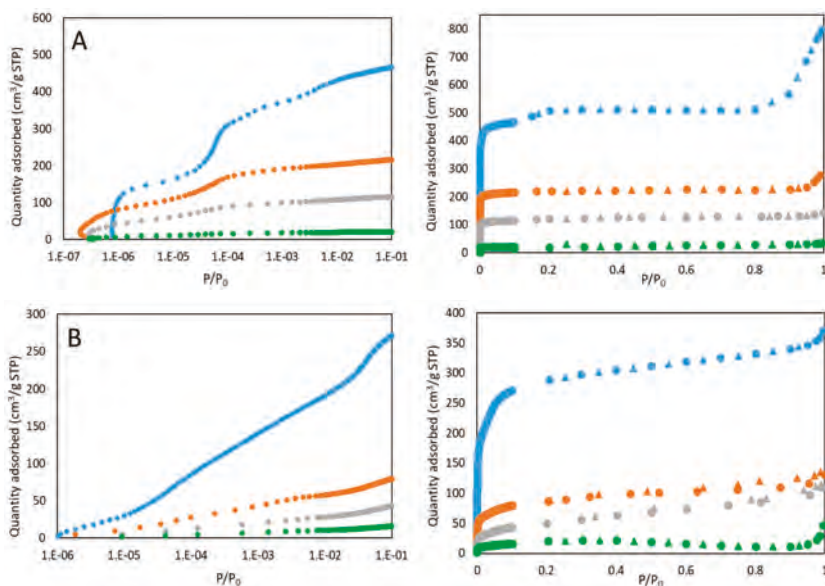 A
Quantity adsorbed (cm³/g STP)
600
500
400
300
200
100
0
1.E-07 1.E-06 1.E-05 1.E-04 1.E-03 1.E-02 1.E-01
P/P₀
Quantity adsorbed (cm³/g STP)
800
700
600
500
400
300
200
100
0
0 0.2 0.4 0.6 0.8 1
P/P₀
B
Quantity adsorbed (cm³/g STP)
300
250
200
150
100
50
0
1.E-06 1.E-05 1.E-04 1.E-03 1.E-02 1.E-01
P/P₀
Quantity adsorbed (cm³/g STP)
400
350
300
250
200
150
100
50
0
0 0.2 0.4 0.6 0.8 1
P/P₀